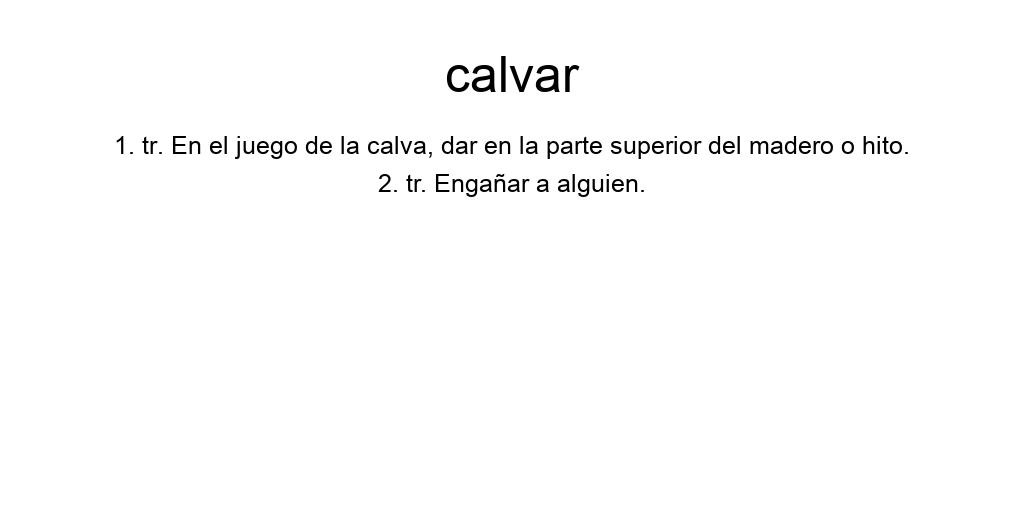 calvar
1. tr. En el juego de la calva, dar en la parte superior del madero o hito.
2. tr. Engañar a alguien.